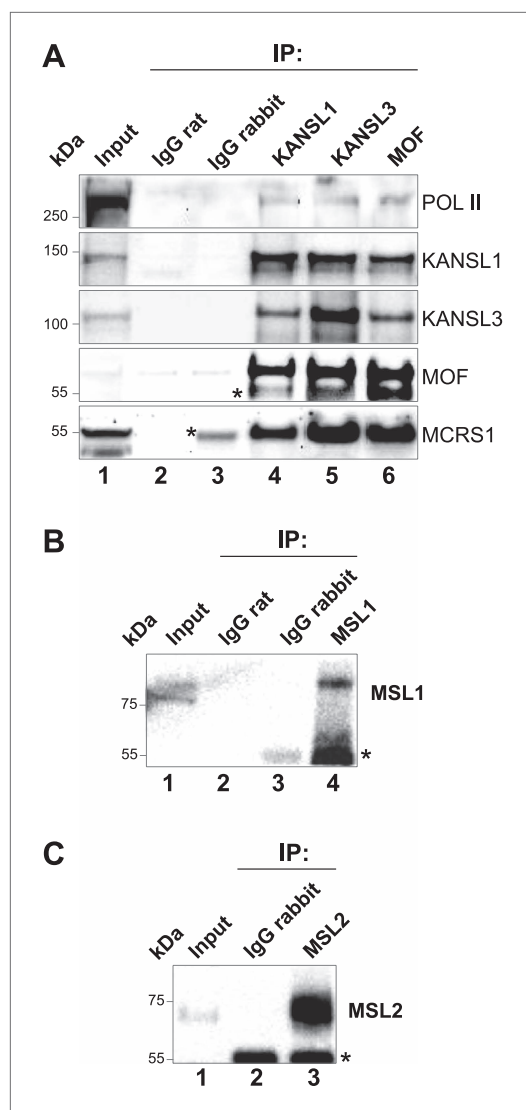 A
IP:
kDa Input IgG rat IgG rabbit KANSL1 KANSL3 MOF
250 POL II
150 KANSL1
100 KANSL3
55 * MOF
55 * MCRS1
1 2 3 4 5 6
B
IP:
kDa Input IgG rat IgG rabbit MSL1
75 MSL1
55 *
1 2 3 4
C
IP:
kDa Input IgG rabbit MSL2
75 MSL2
55 *
1 2 3